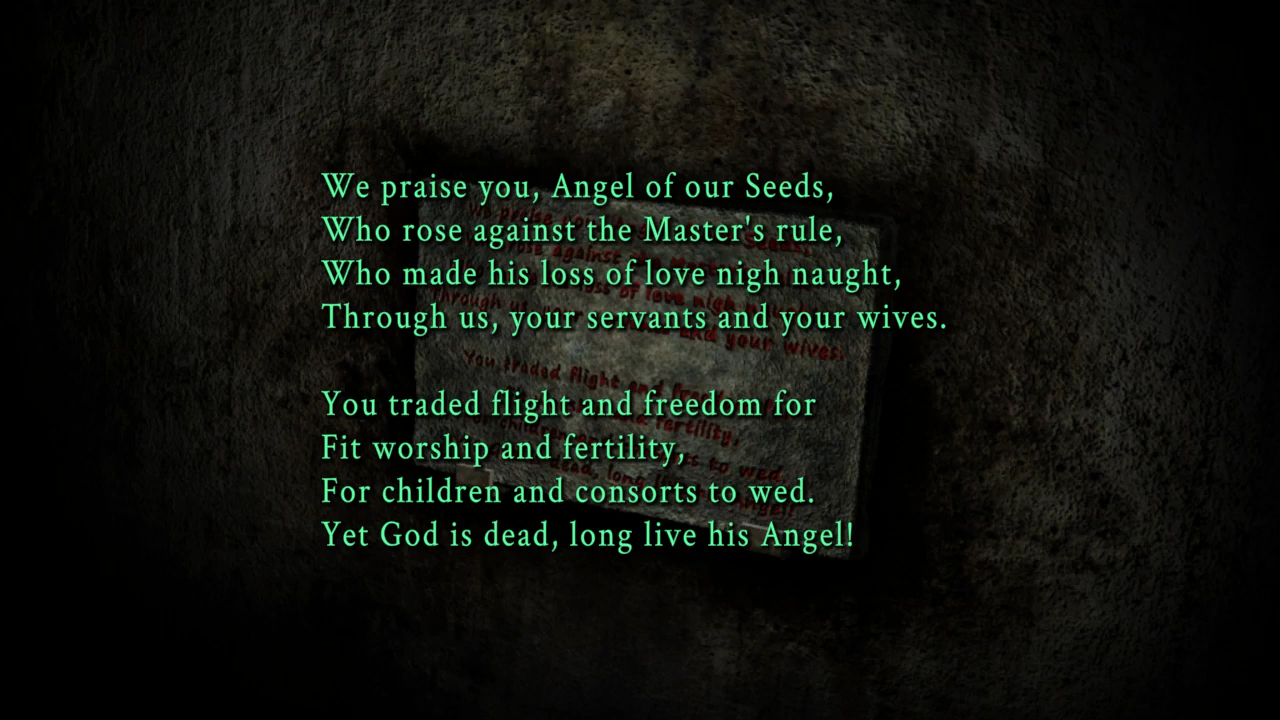 We praise you, Angel of our Seeds,
Who rose against the Master's rule,
Who made his loss of love nigh naught,
Through us, your servants and your wives.
You traded flight and freedom for
Fit worship and fertility,
For children and consorts to wed.
Yet God is dead, long live his Angel!